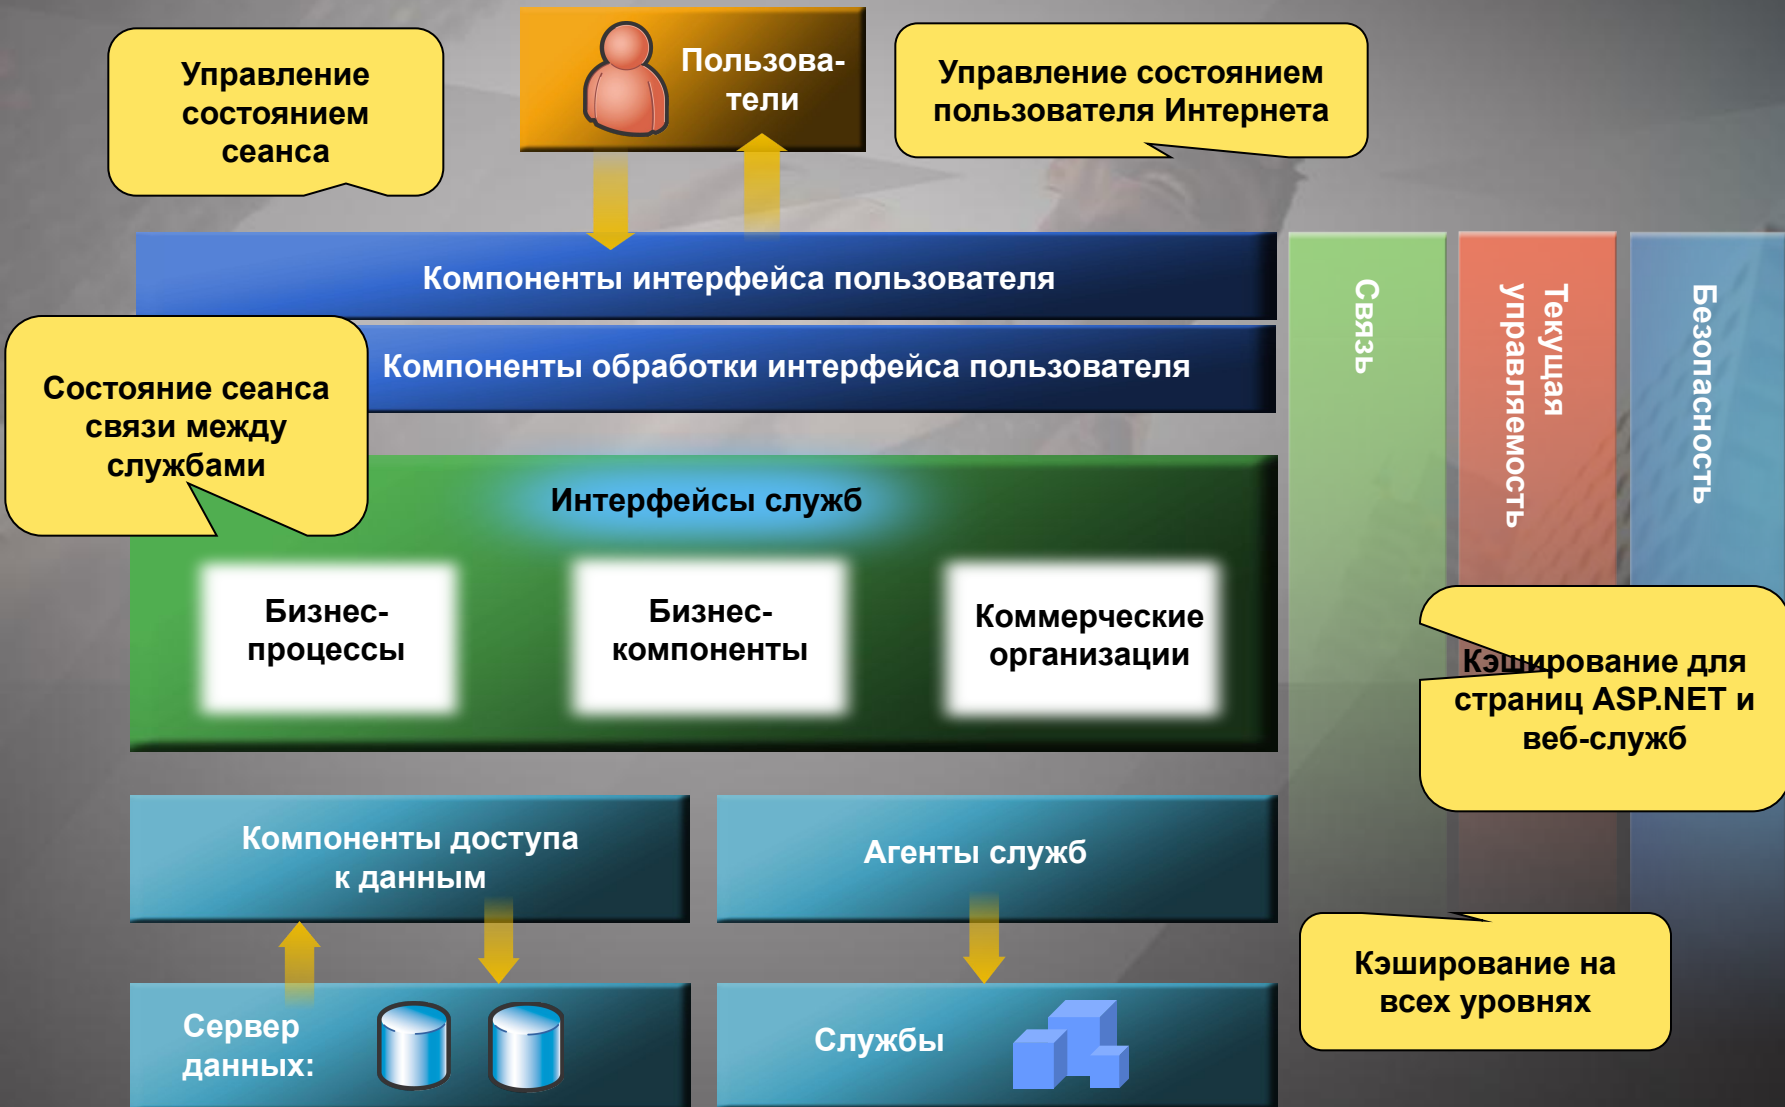 Управление
состоянием
сеанса
Пользова-
тели
Управление состоянием
пользователя Интернета
Компоненты интерфейса пользователя
Компоненты обработки интерфейса пользователя
Состояние сеанса
связи между
службами
Интерфейсы служб
Бизнес-
процессы
Бизнес-
компоненты
Коммерческие
организации
Связь
Текущая
управляемость
Безопасность
Кэширование для
страниц ASP.NET и
веб-служб
Компоненты доступа
к данным
Агенты служб
Кэширование на
всех уровнях
Сервер
данных:
Службы